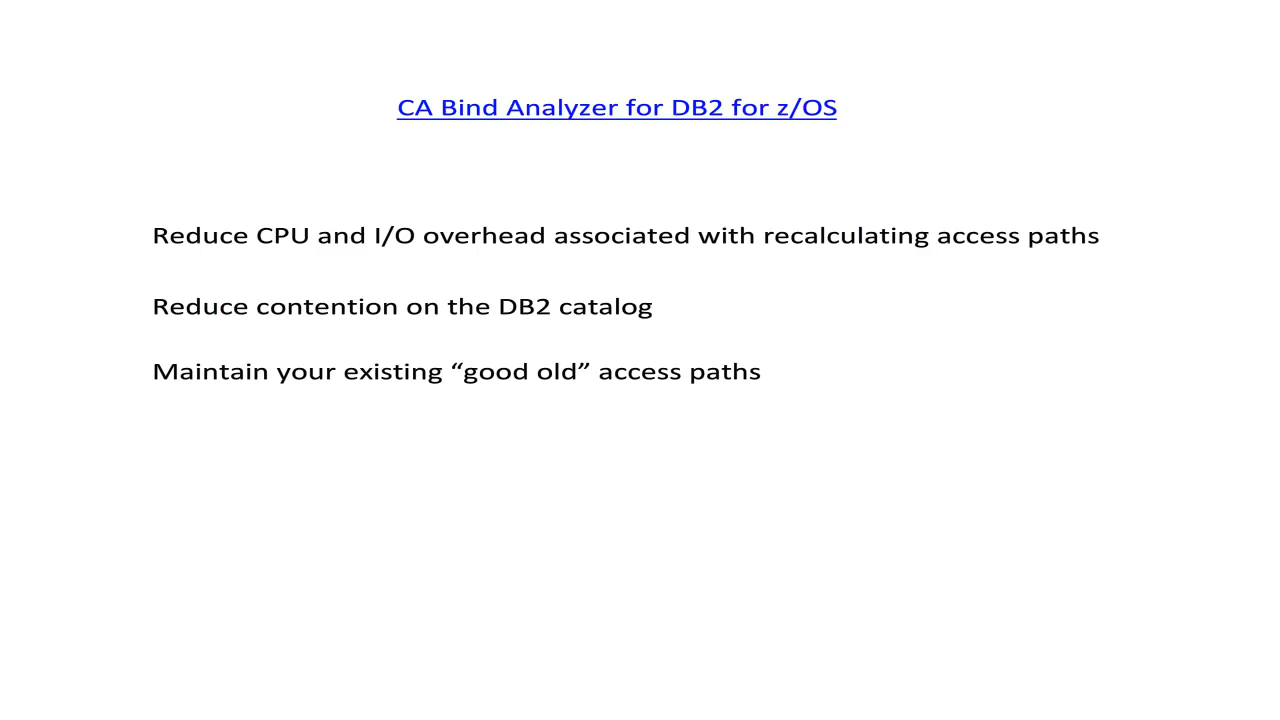 CA Bind Analyzer for DB2 for z/OS
Reduce CPU and I/O overhead associated with recalculating access paths
Reduce contention on the DB2 catalog
Maintain your existing “good old” access paths